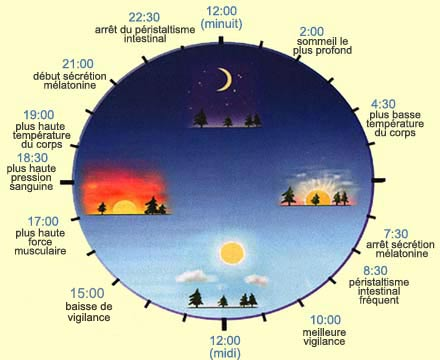 12:00
(minuit)
2:00
sommeil le
plus profond
4:30
plus basse
température
du corps
7:30
arrêt sécrétion
mélatonine
8:30
péristaltisme
intestinal
fréquent
10:00
meilleure
vigilance
12:00
(midi)
15:00
baisse de
vigilance
17:00
plus haute
force
musculaire
18:30
plus haute
pression
sanguine
19:00
plus haute
température
du corps
21:00
début sécrétion
mélatonine
22:30
arrêt du péristaltisme
intestinal